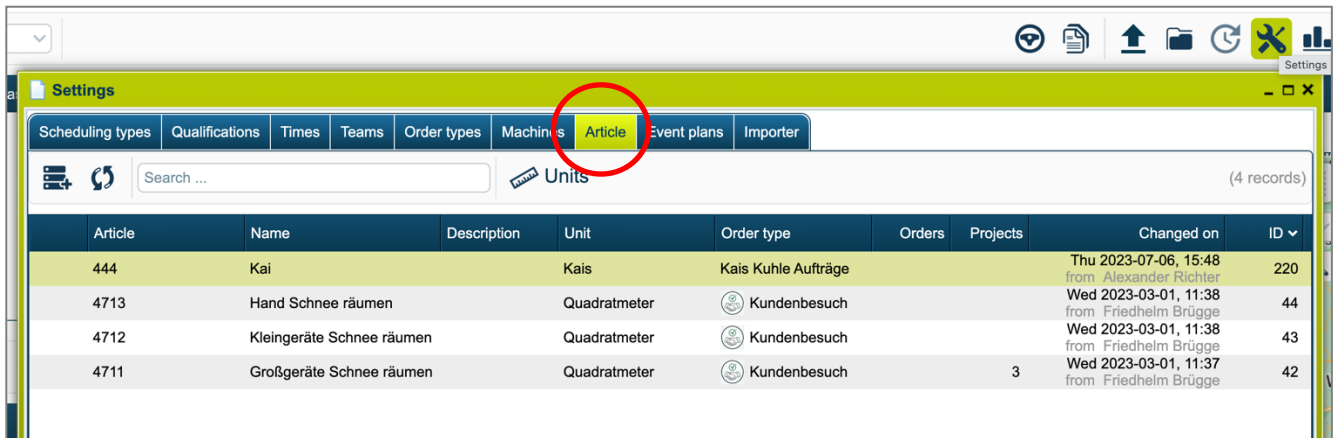 Settings
Settings
Scheduling types Qualifications Times Teams Order types Machines Article Event plans Importer
Search ... Units (4 records)
Article Name Description Unit Order type Orders Projects Changed on ID
444 Kai Kais Kais Kuhle Aufträge Thu 2023-07-06, 15:48 220
from Alexander Richter
4713 Hand Schnee räumen Quadratmeter Kundenbesuch Wed 2023-03-01, 11:38 44
from Friedhelm Brügge
4712 Kleingeräte Schnee räumen Quadratmeter Kundenbesuch Wed 2023-03-01, 11:38 43
from Friedhelm Brügge
4711 Großgeräte Schnee räumen Quadratmeter Kundenbesuch 3 Wed 2023-03-01, 11:37 42
from Friedhelm Brügge